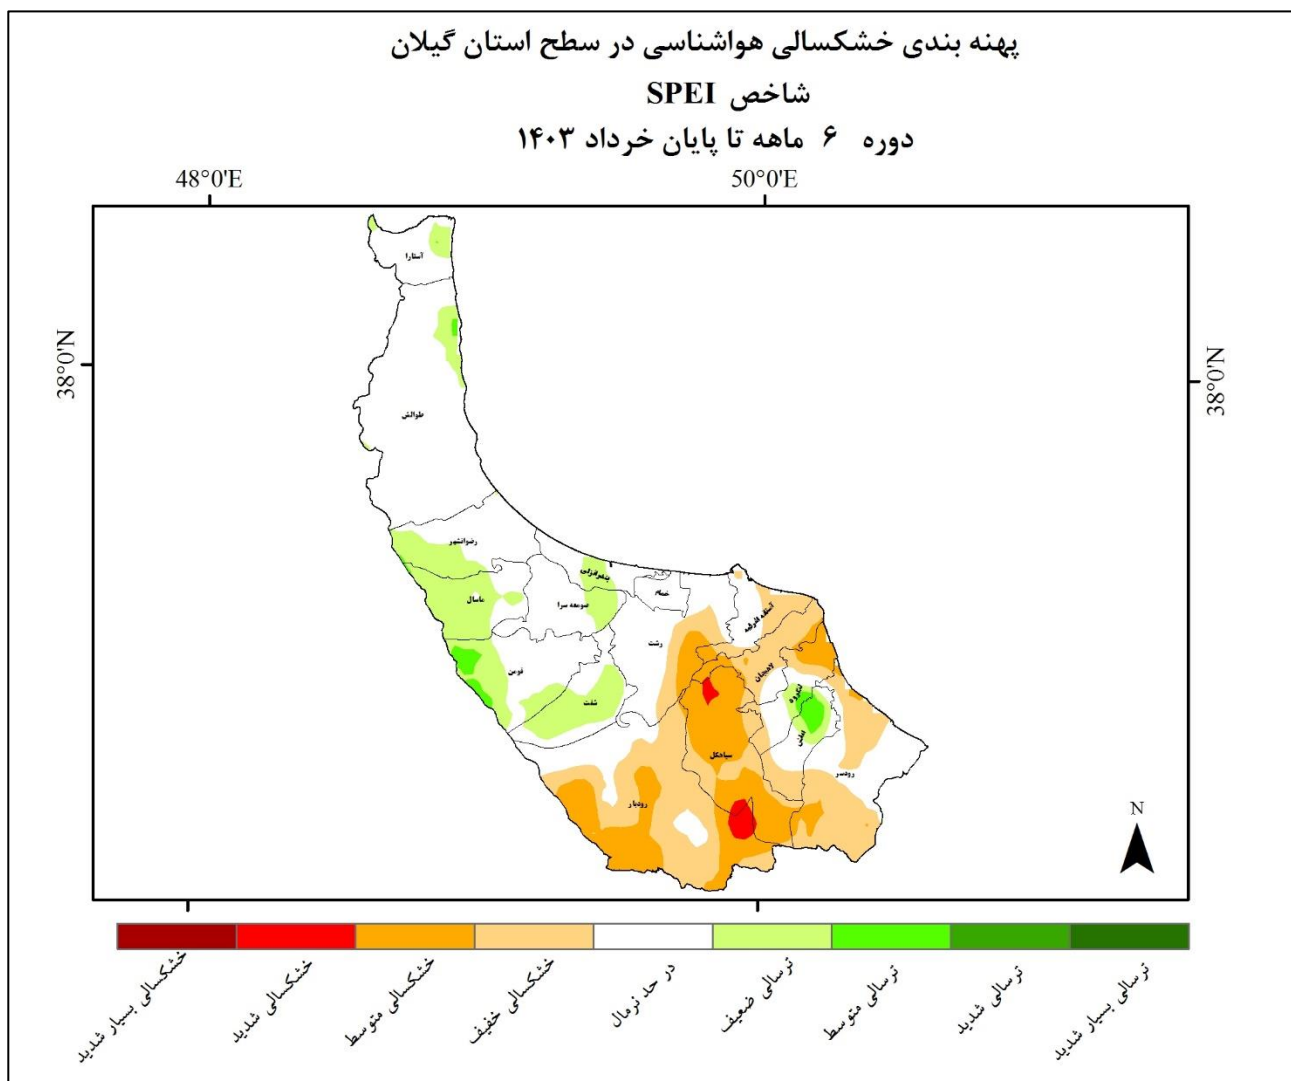 پهنه بندی خشکسالی هواشناسی در سطح استان گیلان
شاخص SPEI
دوره ۶ ماهه تا پایان خرداد ۱۴۰۳
48°0'E
50°0'E
38°0'N
38°0'N
آستارا
طوالش
رضوانشهر
ماسال
بندرانزلی
صومعه سرا
خمام
رشت
آستانه اشرفیه
لاهیجان
فومن
شفت
لنگرود
املش
سیاهکل
رودسر
رودبار
N
خشکسالی بسیار شدید
خشکسالی شدید
خشکسالی متوسط
خشکسالی خفیف
در حد نرمال
ترسالی ضعیف
ترسالی متوسط
ترسالی شدید
ترسالی بسیار شدید